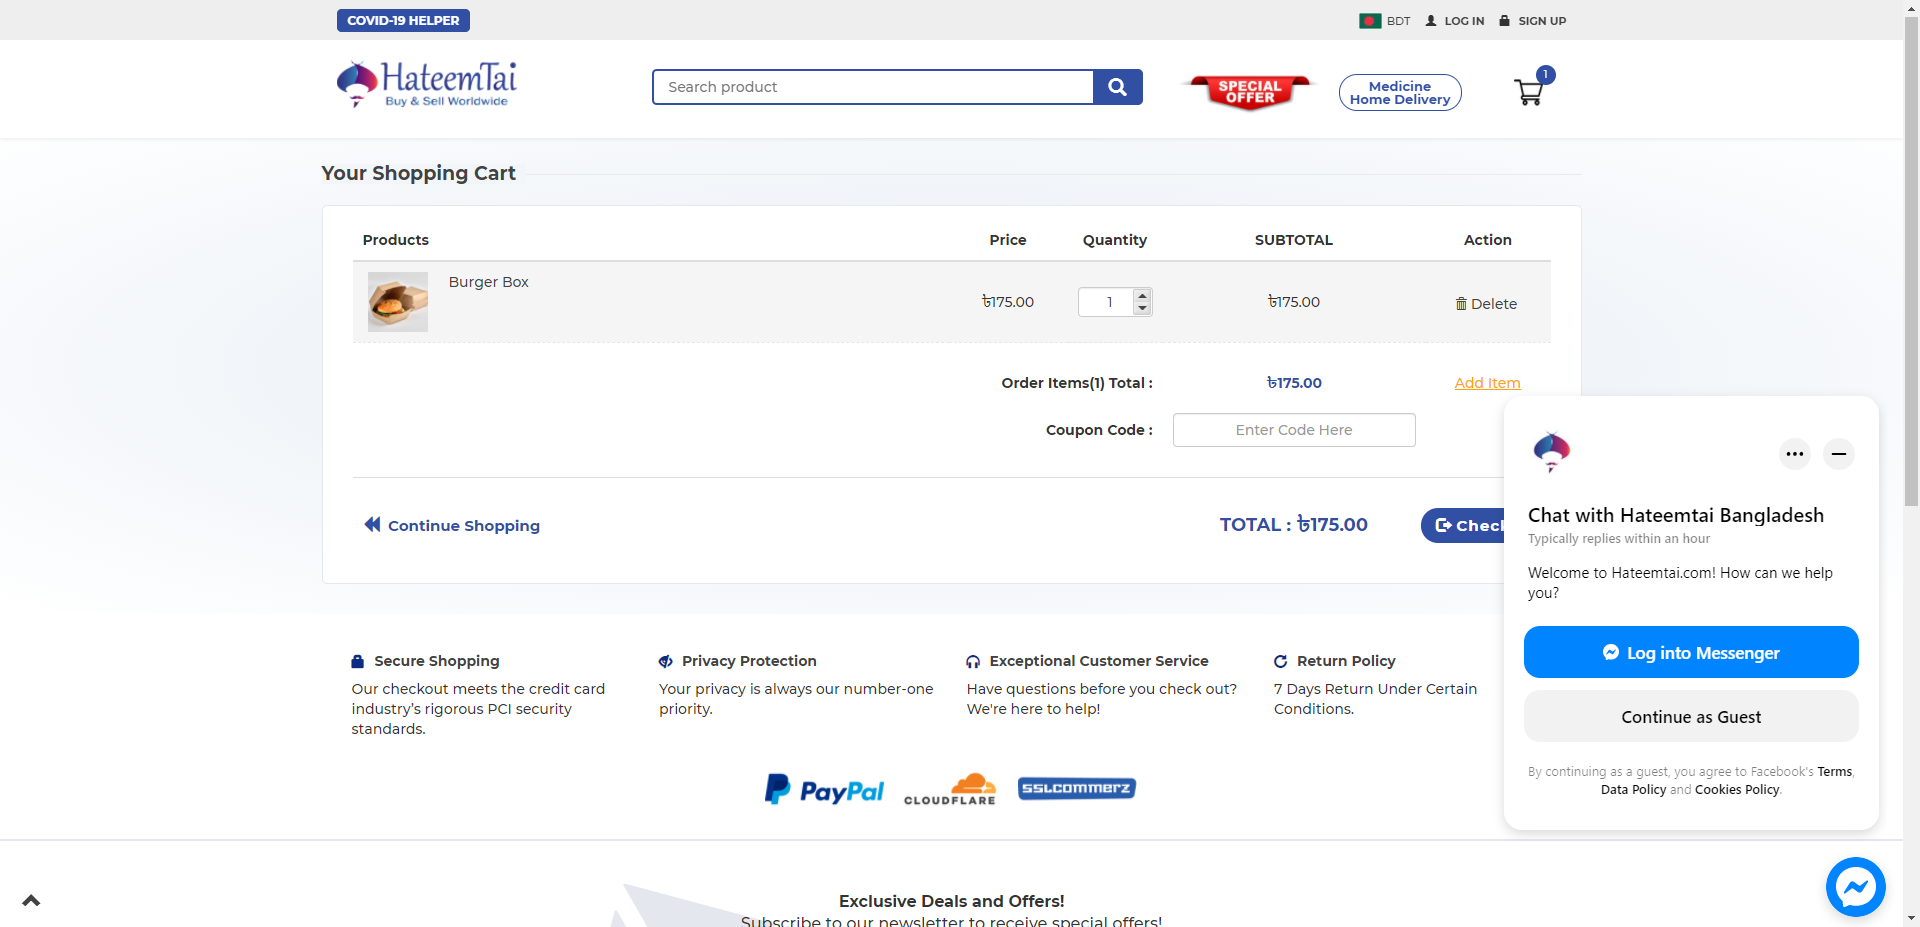 COVID-19 HELPER
BDT LOG IN SIGN UP
HateemTai
Buy & Sell Worldwide
Search product
SPECIAL
OFFER
Medicine
Home Delivery
1
Your Shopping Cart
Products Price Quantity SUBTOTAL Action
Burger Box
৳175.00 1 ৳175.00 Delete
Order Items(1) Total : ৳175.00 Add Item
Coupon Code : Enter Code Here
Continue Shopping TOTAL : ৳175.00
Chat with Hateemtai Bangladesh
Typically replies within an hour
Welcome to Hateemtai.com! How can we help
you?
Log into Messenger
Continue as Guest
By continuing as a guest, you agree to Facebook's Terms,
Data Policy and Cookies Policy.
Secure Shopping
Our checkout meets the credit card
industry’s rigorous PCI security
standards.
Privacy Protection
Your privacy is always our number-one
priority.
Exceptional Customer Service
Have questions before you check out?
We're here to help!
Return Policy
7 Days Return Under Certain
Conditions.
PayPal CLOUDFLARE SSLCOMMERZ
Exclusive Deals and Offers!
Subscribe to our newsletter to receive special offers!